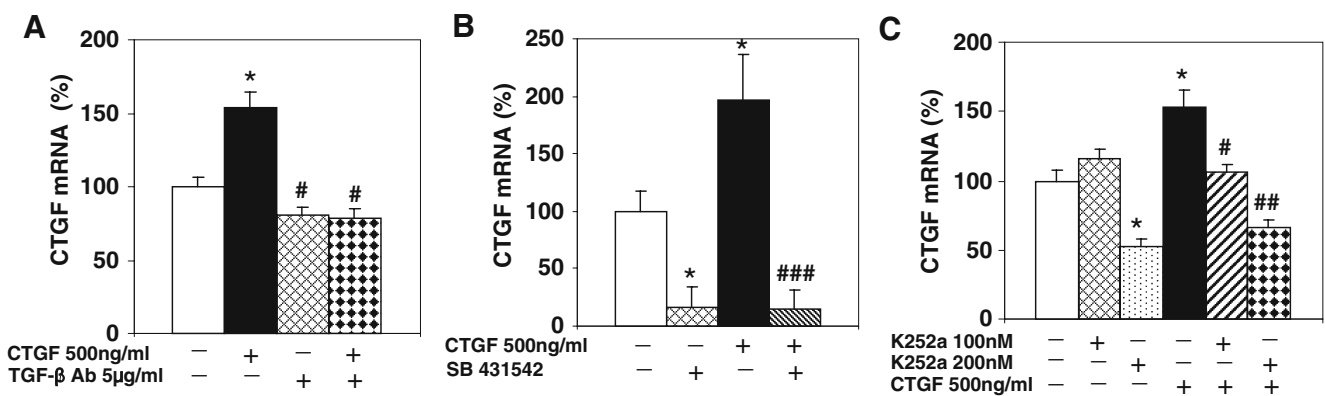 A
CTGF mRNA (%)
200
150
100
50
0
*
#
#
CTGF 500ng/ml − + − +
TGF-β Ab 5µg/ml − − + +
B
CTGF mRNA (%)
250
200
150
100
50
0
*
*
###
CTGF 500ng/ml − − + +
SB 431542 − + − +
C
CTGF mRNA (%)
200
150
100
50
0
*
*
#
##
K252a 100nM − + − − + −
K252a 200nM − − + − − +
CTGF 500ng/ml − − − + + +